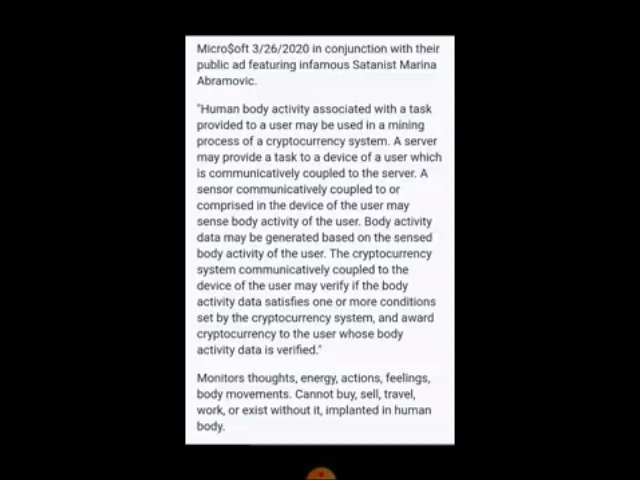 Micro$oft 3/26/2020 in conjunction with their
public ad featuring infamous Satanist Marina
Abramovic.
"Human body activity associated with a task
provided to a user may be used in a mining
process of a cryptocurrency system. A server
may provide a task to a device of a user which
is communicatively coupled to the server. A
sensor communicatively coupled to or
comprised in the device of the user may
sense body activity of the user. Body activity
data may be generated based on the sensed
body activity of the user. The cryptocurrency
system communicatively coupled to the
device of the user may verify if the body
activity data satisfies one or more conditions
set by the cryptocurrency system, and award
cryptocurrency to the user whose body
activity data is verified."
Monitors thoughts, energy, actions, feelings,
body movements. Cannot buy, sell, travel,
work, or exist without it, implanted in human
body.